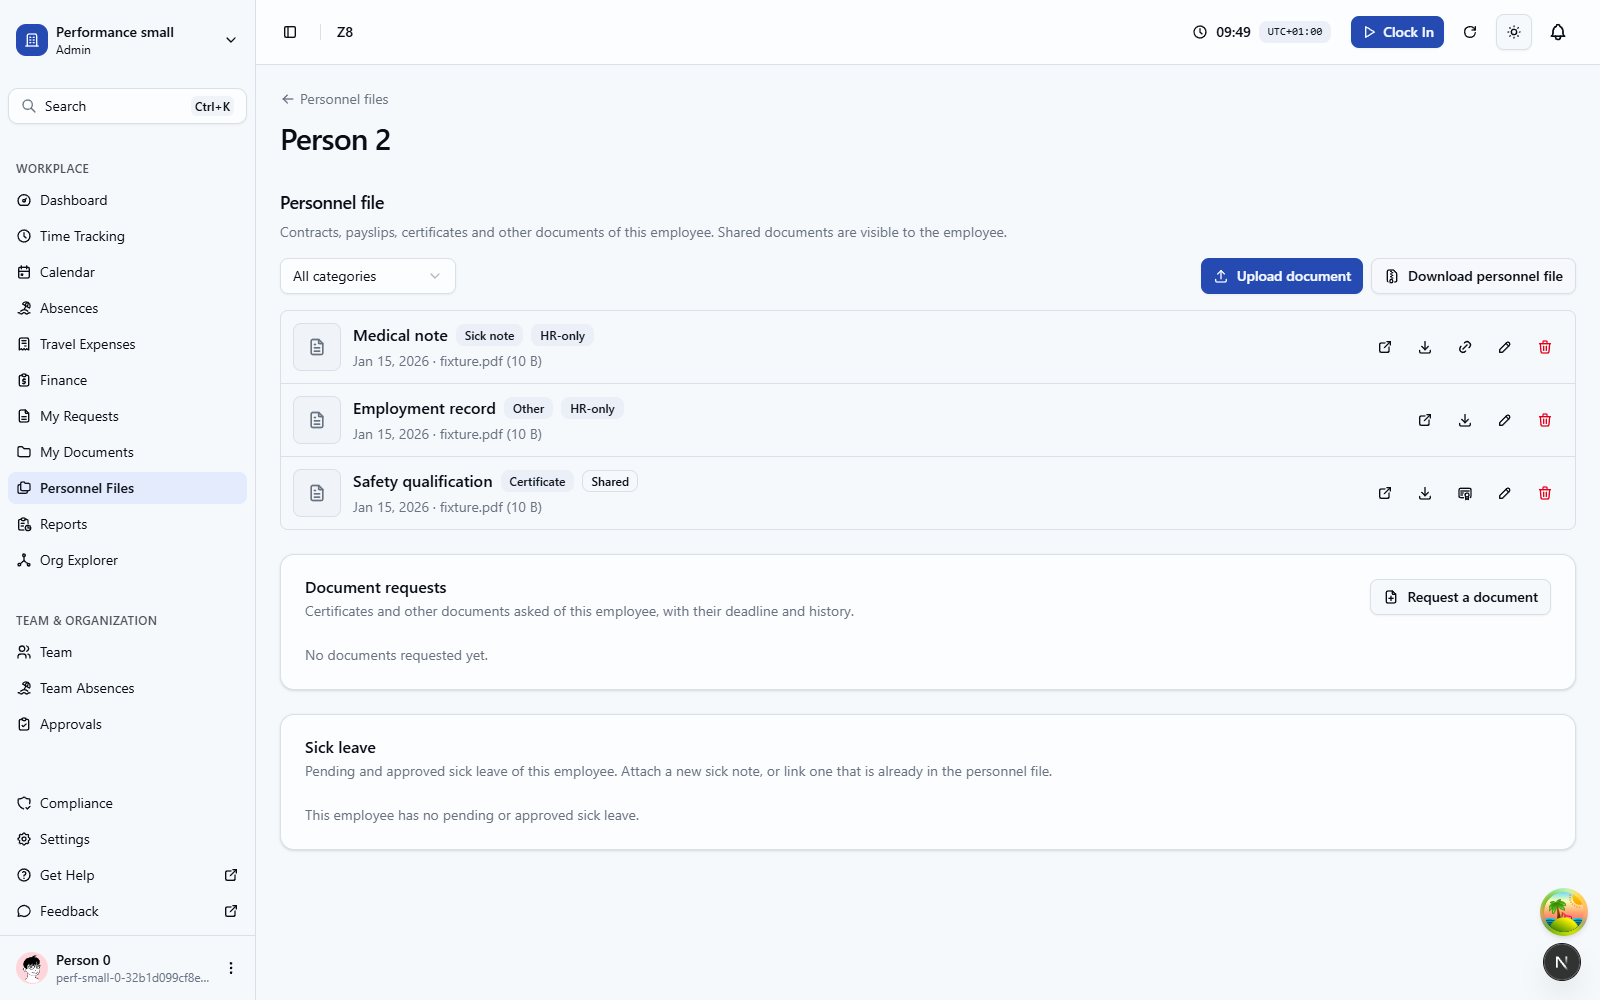 Performance small
Admin
Search
Ctrl+K
WORKPLACE
Dashboard
Time Tracking
Calendar
Absences
Travel Expenses
Finance
My Requests
My Documents
Personnel Files
Reports
Org Explorer
TEAM & ORGANIZATION
Team
Team Absences
Approvals
Compliance
Settings
Get Help
Feedback
Person 0
perf-small-0-32b1d099cf8e...
Z8
09:49
UTC+01:00
Clock In
Personnel files
Person 2
Personnel file
Contracts, payslips, certificates and other documents of this employee. Shared documents are visible to the employee.
All categories
Upload document
Download personnel file
Medical note Sick note HR-only
Jan 15, 2026 · fixture.pdf (10 B)
Employment record Other HR-only
Jan 15, 2026 · fixture.pdf (10 B)
Safety qualification Certificate Shared
Jan 15, 2026 · fixture.pdf (10 B)
Document requests
Certificates and other documents asked of this employee, with their deadline and history.
Request a document
No documents requested yet.
Sick leave
Pending and approved sick leave of this employee. Attach a new sick note, or link one that is already in the personnel file.
This employee has no pending or approved sick leave.
N